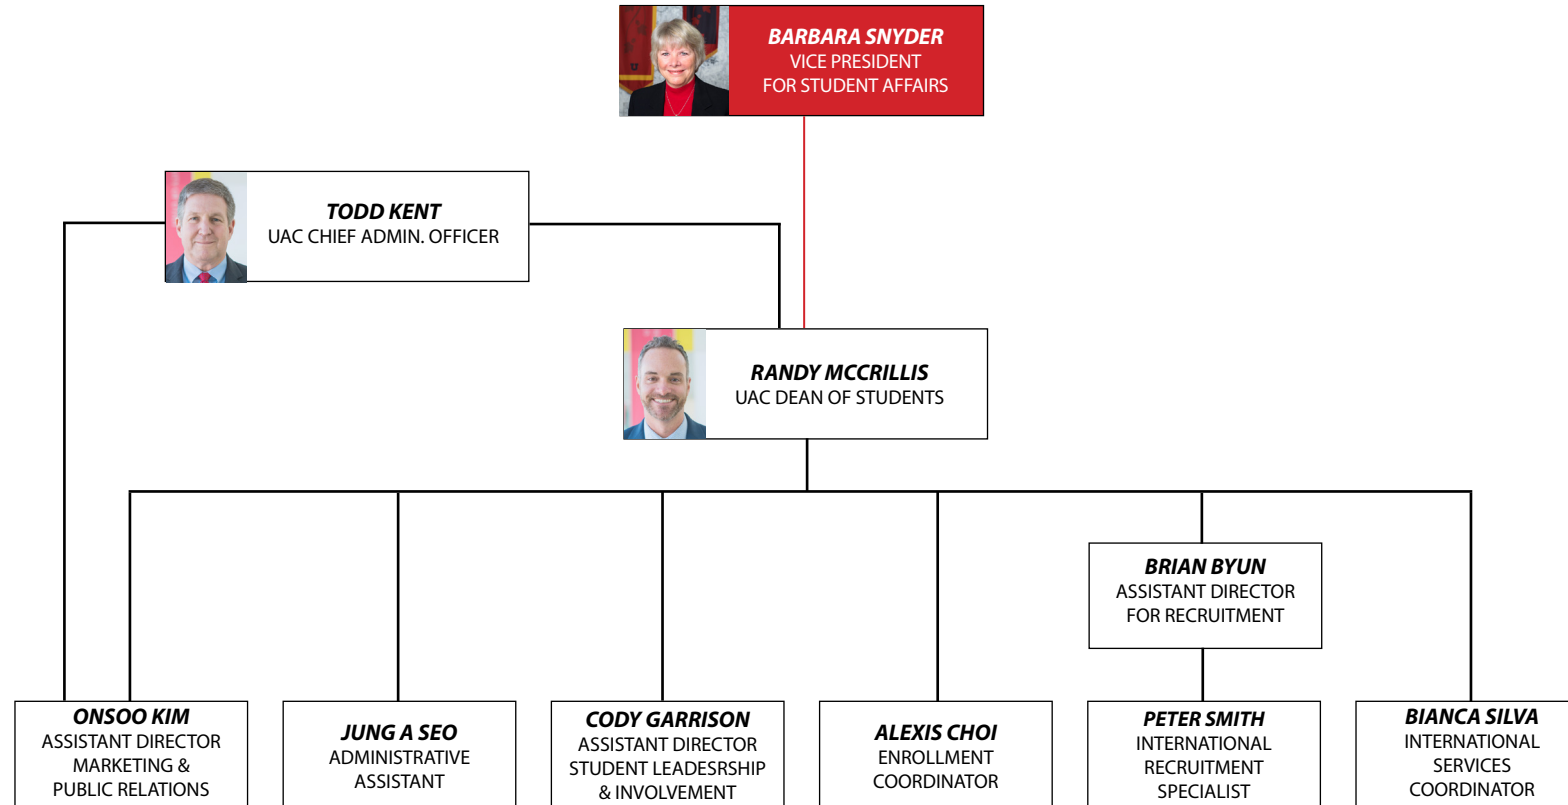 BARBARA SNYDER
VICE PRESIDENT
FOR STUDENT AFFAIRS
TODD KENT
UAC CHIEF ADMIN. OFFICER
RANDY MCCRILLIS
UAC DEAN OF STUDENTS
BRIAN BYUN
ASSISTANT DIRECTOR
FOR RECRUITMENT
ONSOO KIM
ASSISTANT DIRECTOR
MARKETING &
PUBLIC RELATIONS
JUNG A SEO
ADMINISTRATIVE
ASSISTANT
CODY GARRISON
ASSISTANT DIRECTOR
STUDENT LEADESRSHIP
& INVOLVEMENT
ALEXIS CHOI
ENROLLMENT
COORDINATOR
PETER SMITH
INTERNATIONAL
RECRUITMENT
SPECIALIST
BIANCA SILVA
INTERNATIONAL
SERVICES
COORDINATOR